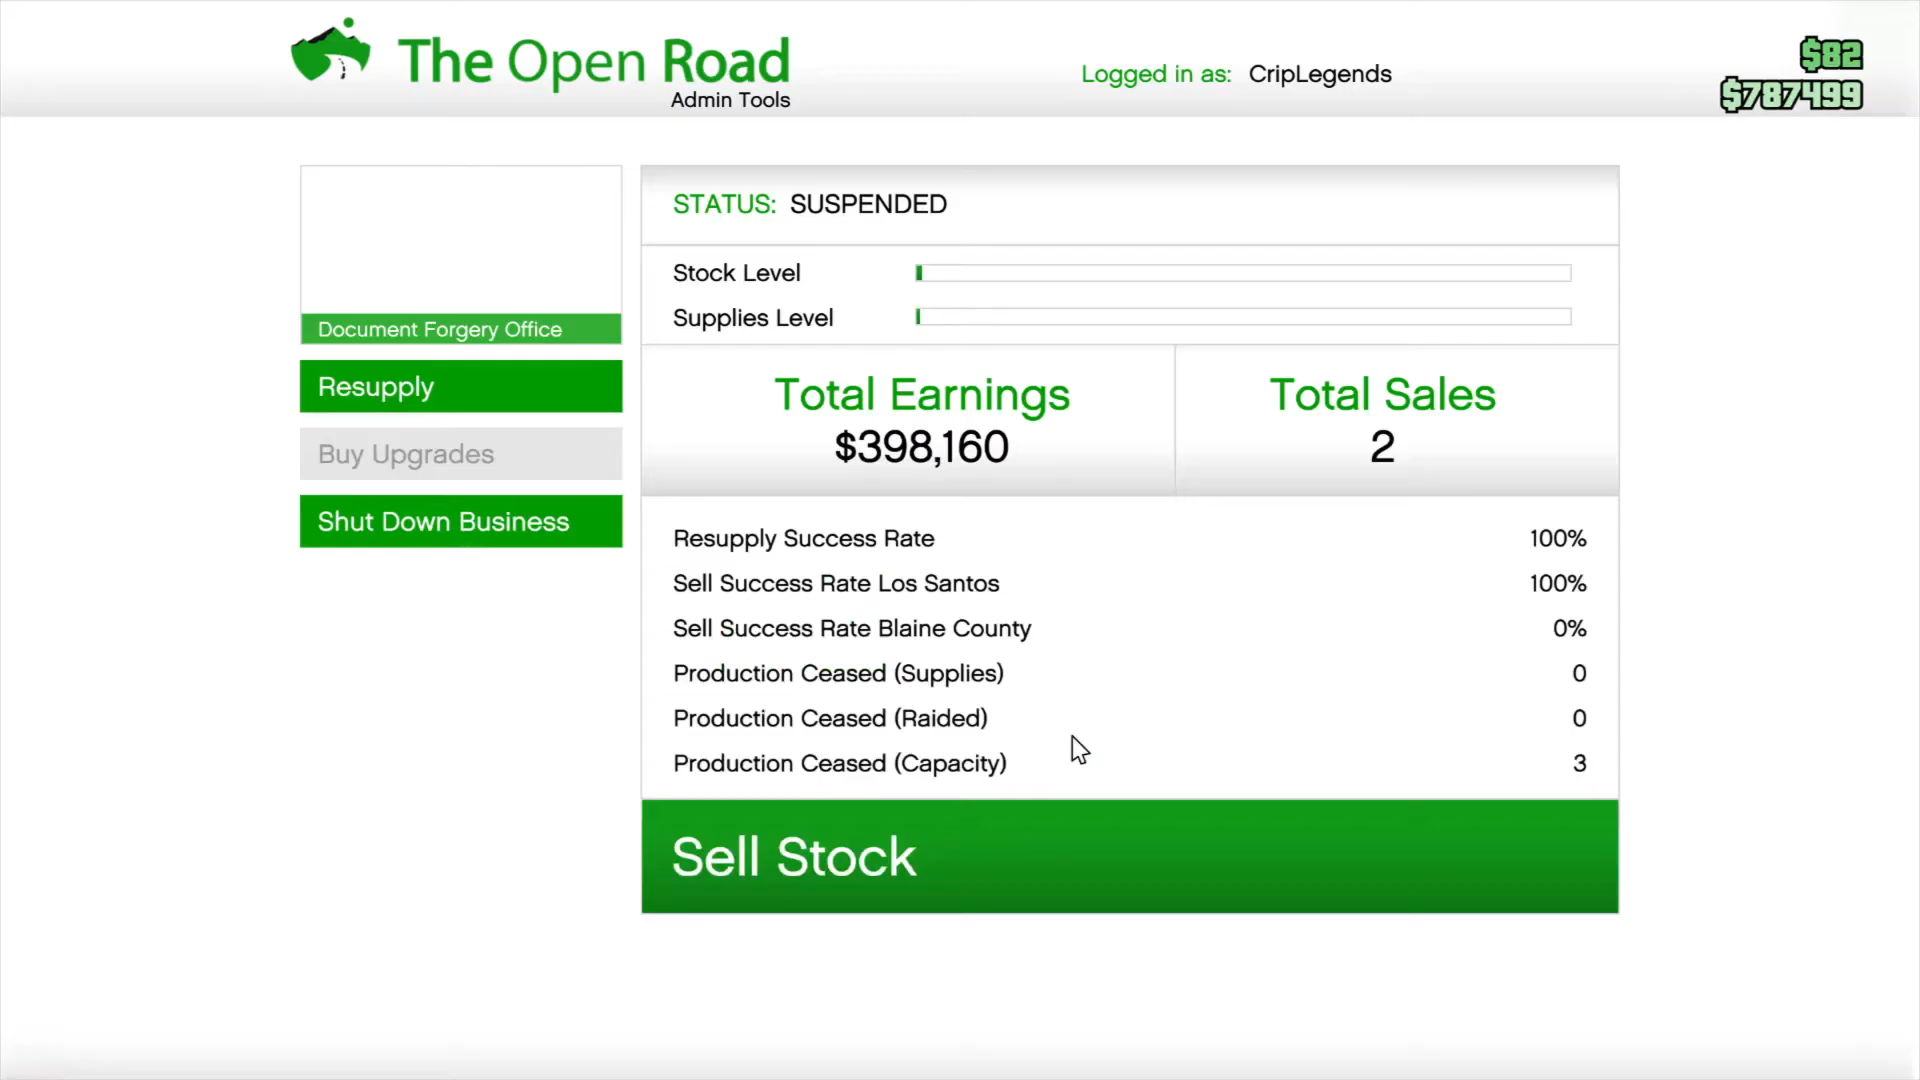 The Open Road
Admin Tools
Logged in as: CripLegends
$82
$787499
Document Forgery Office
Resupply
Buy Upgrades
Shut Down Business
STATUS: SUSPENDED
Stock Level
Supplies Level
Total Earnings
$398,160
Total Sales
2
Resupply Success Rate 100%
Sell Success Rate Los Santos 100%
Sell Success Rate Blaine County 0%
Production Ceased (Supplies) 0
Production Ceased (Raided) 0
Production Ceased (Capacity) 3
Sell Stock